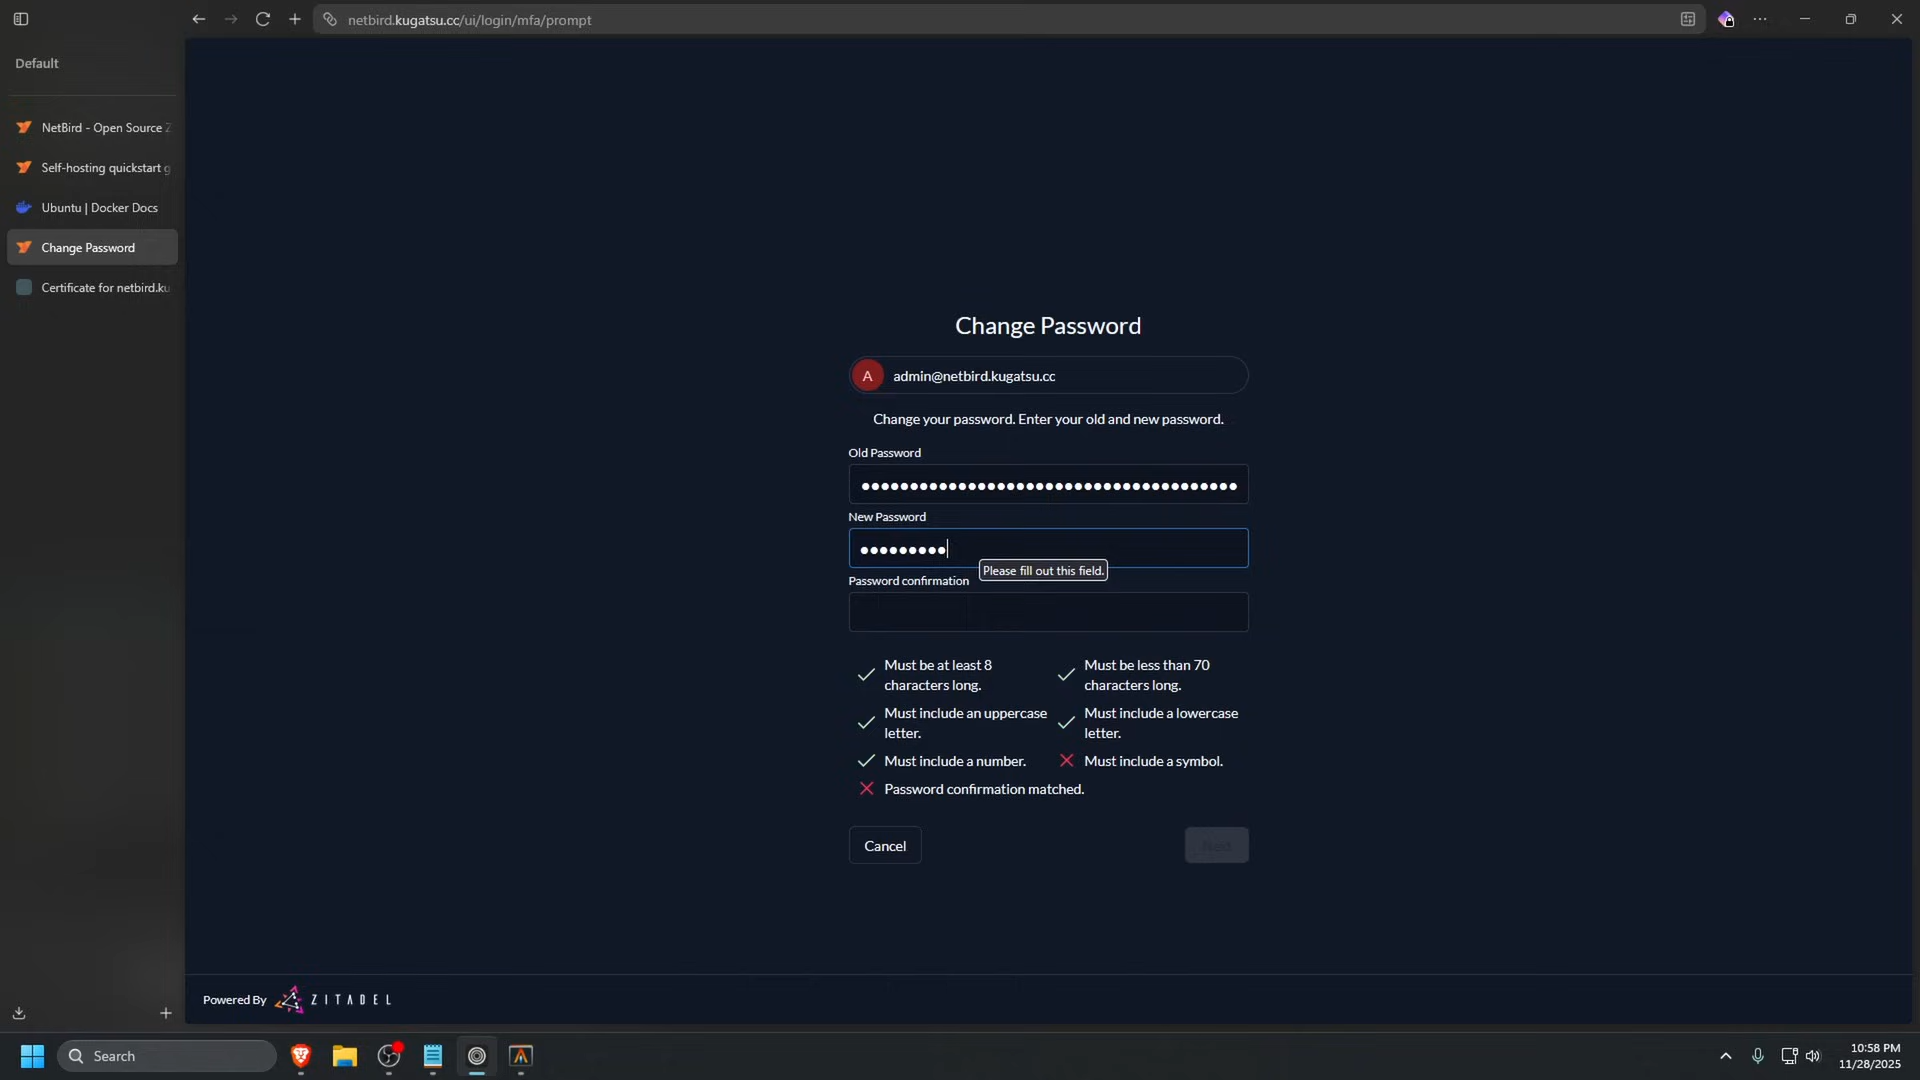 netbird.kugatsu.cc/ui/login/mfa/prompt
Default
NetBird - Open Source Z
Self-hosting quickstart g
Ubuntu | Docker Docs
Change Password
Certificate for netbird.ku
Change Password
A
admin@netbird.kugatsu.cc
Change your password. Enter your old and new password.
Old Password
New Password
Please fill out this field.
Password confirmation
Must be at least 8
characters long.
Must be less than 70
characters long.
Must include an uppercase
letter.
Must include a lowercase
letter.
Must include a number.
Must include a symbol.
Password confirmation matched.
Cancel
Next
Powered By ZITADEL
Search
10:58 PM
11/28/2025